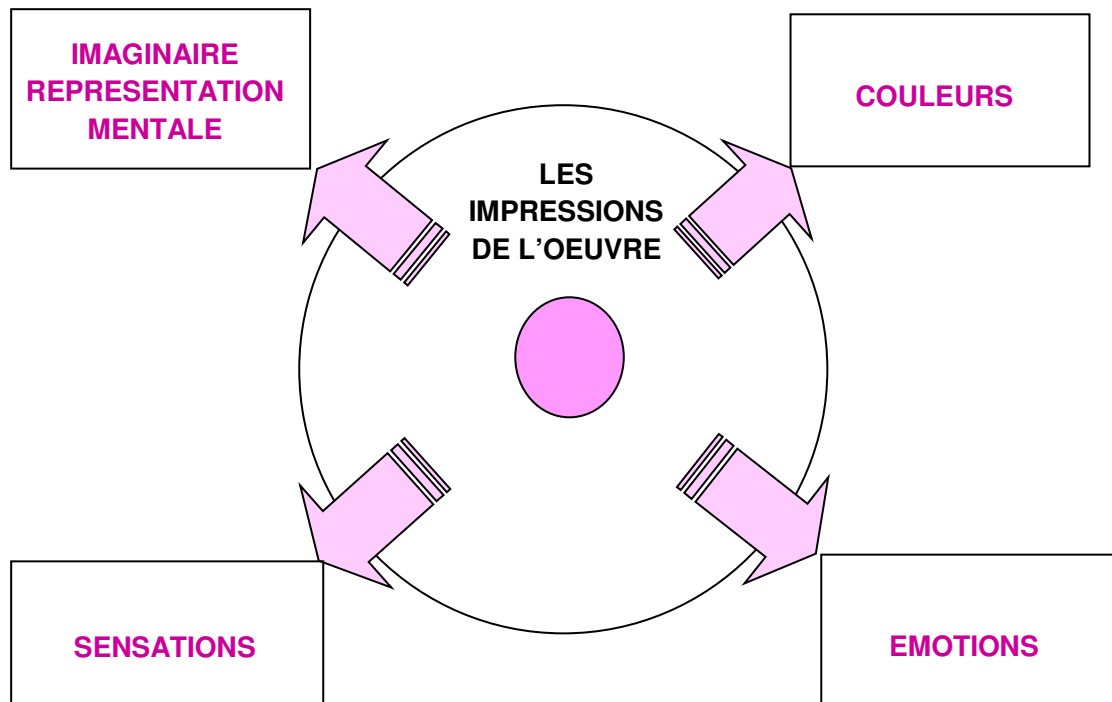 IMAGINAIRE
REPRESENTATION
MENTALE
COULEURS
LES
IMPRESSIONS
DE L'OEUVRE
SENSATIONS
EMOTIONS